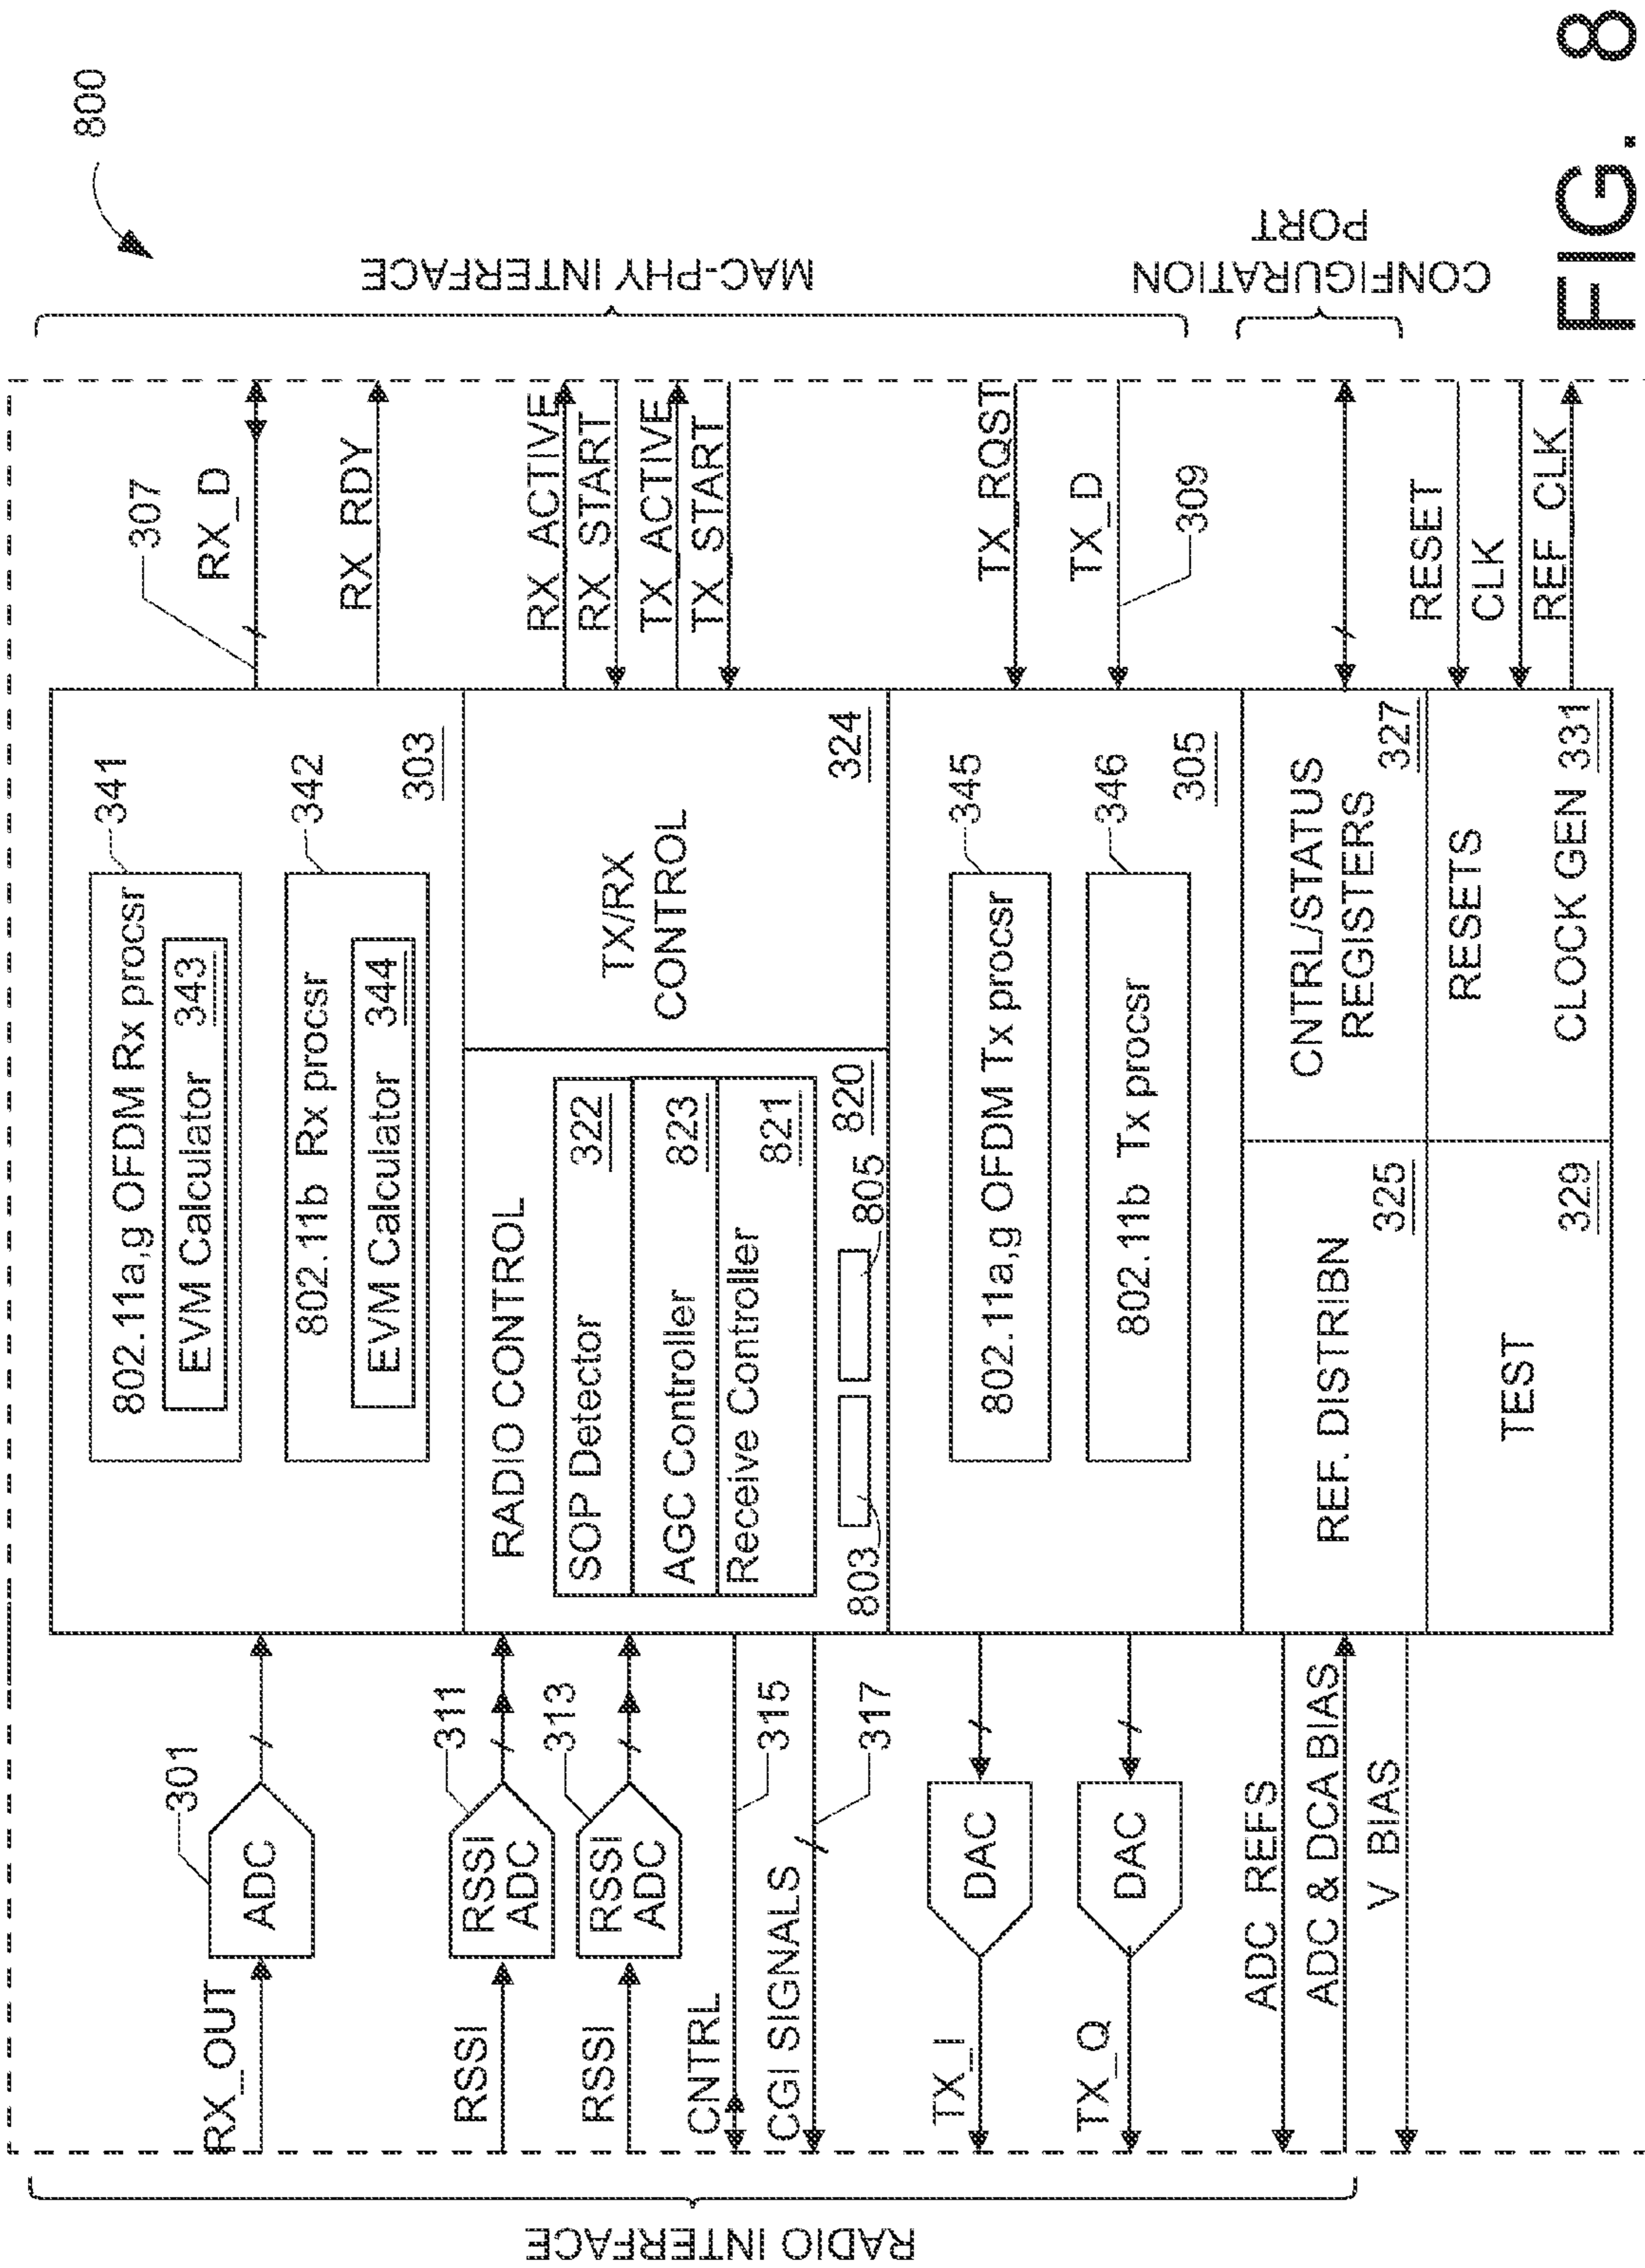 800
RADIO INTERFACE
RX_OUT
301
ADC
RSSI
311
RSSI
ADC
RSSI
313
RSSI
ADC
CNTRL
315
CGI SIGNALS
317
TX_I
DAC
TX_Q
DAC
ADC REFS
ADC & DCA BIAS
V BIAS
802.11a,g OFDM Rx procsr
341
EVM Calculator 343
802.11b Rx procsr
342
EVM Calculator 344
303
RADIO CONTROL
SOP Detector 322
AGC Controller 823
Receive Controller 821
803
805
820
TX/RX
CONTROL
324
802.11a,g OFDM Tx procsr
345
802.11b Tx procsr
346
305
REF. DISTRIBN
325
CNTRL/STATUS
REGISTERS
327
TEST
329
RESETS
CLOCK GEN 331
307
RX_D
RX_RDY
RX_ACTIVE
RX_START
TX_ACTIVE
TX_START
TX_RQST
TX_D
309
RESET
CLK
REF_CLK
MAC-PHY INTERFACE
CONFIGURATION
PORT
FIG. 8